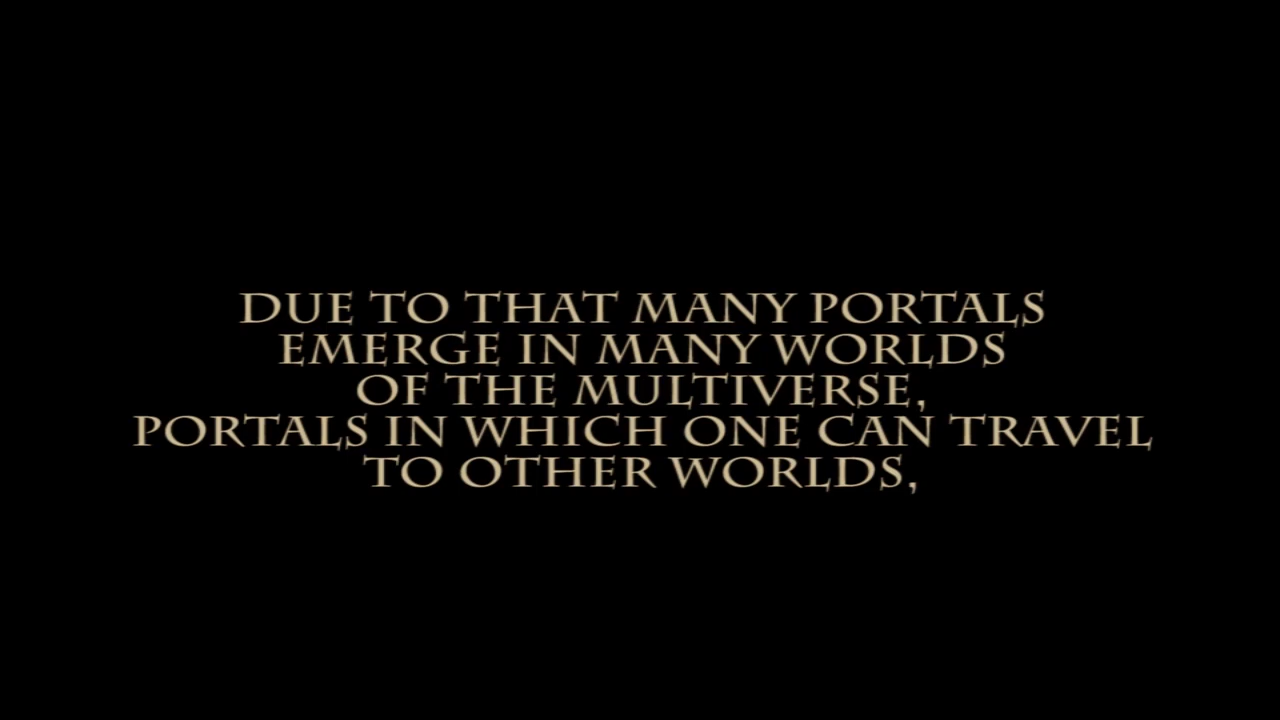 DUE TO THAT MANY PORTALS
EMERGE IN MANY WORLDS
OF THE MULTIVERSE,
PORTALS IN WHICH ONE CAN TRAVEL
TO OTHER WORLDS,